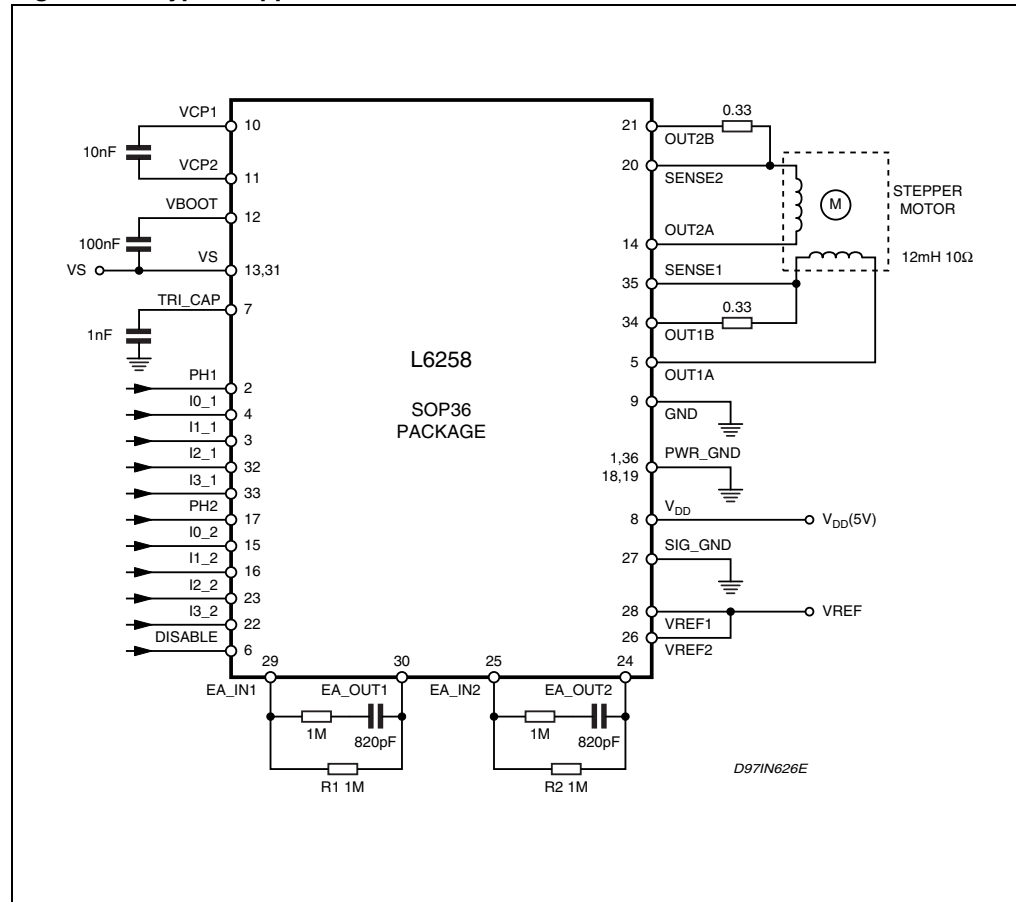 VCP1
10
10nF
VCP2
11
VBOOT
12
100nF
VS
VS
13,31
TRI_CAP
7
1nF
PH1
2
I0_1
4
I1_1
3
I2_1
32
I3_1
33
PH2
17
I0_2
15
I1_2
16
I2_2
23
I3_2
22
DISABLE
6
L6258
SOP36
PACKAGE
0.33
21
OUT2B
20
SENSE2
M
STEPPER
MOTOR
14
OUT2A
12mH 10Ω
35
SENSE1
0.33
34
OUT1B
5
OUT1A
9
GND
1,36
18,19
PWR_GND
8
VDD
VDD(5V)
27
SIG_GND
28
VREF1
VREF
26
VREF2
29
30
25
24
EA_IN1
EA_OUT1
EA_IN2
EA_OUT2
1M
820pF
1M
820pF
R1 1M
R2 1M
D97IN626E